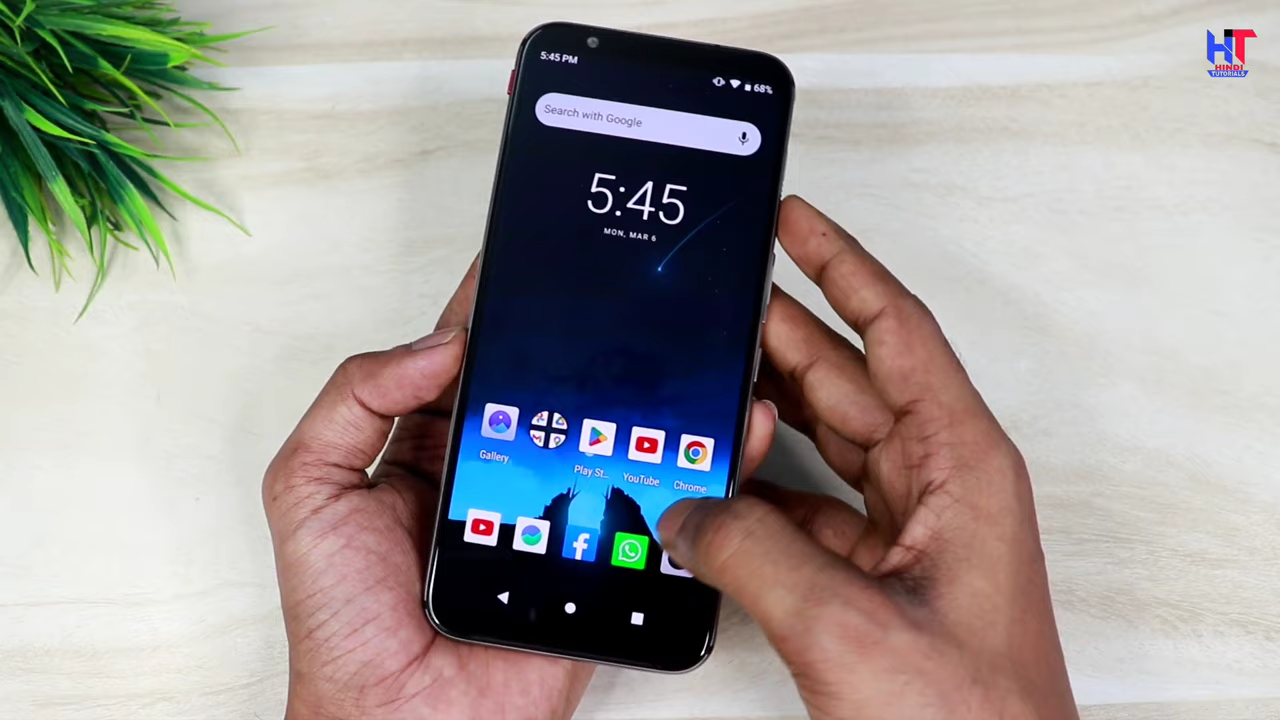 HT
HINDI
TUTORIALS
5:45 PM
68%
Search with Google
5:45
MON, MAR 6
Gallery
Play St...
YouTube
Chrome